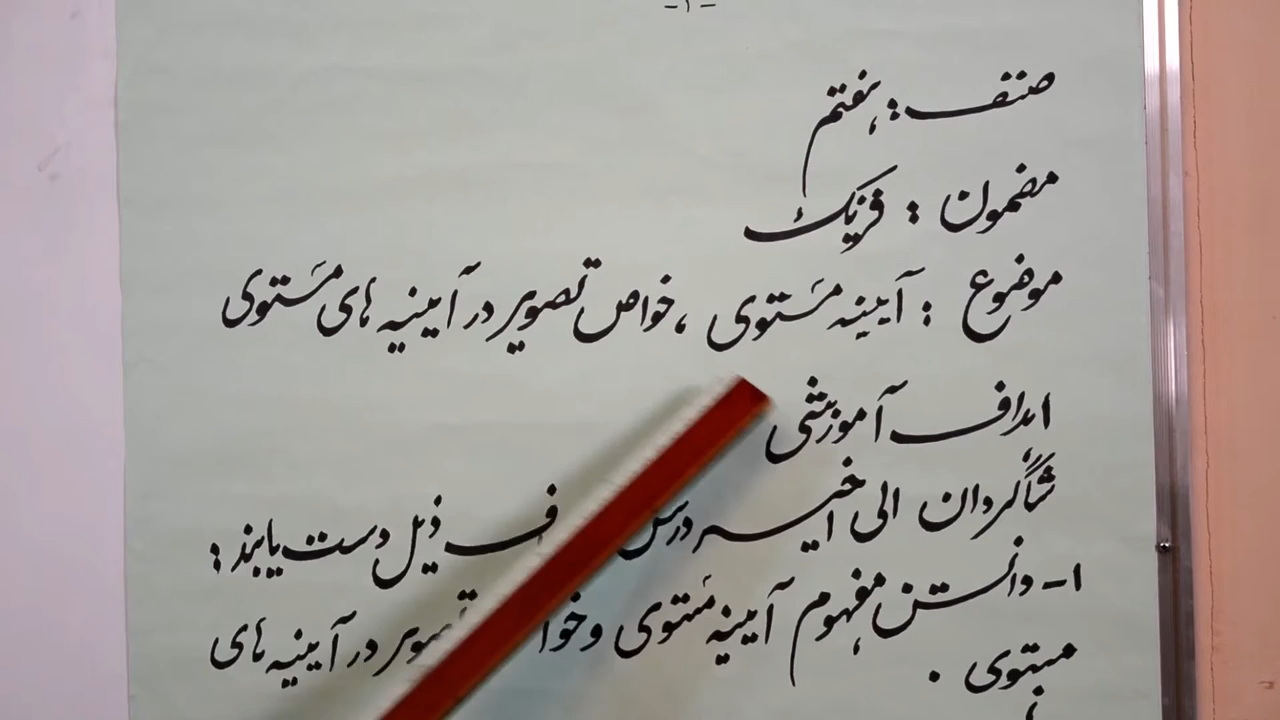 -۱-
صنف : هفتم
مضمون : فزیک
موضوع : آیینه مستوی ، خواص تصویر در آیینه های مستوی
اهداف آموزشی
شاگردان الی اخیر درس ذیل دست یابند :
۱- دانستن مفهوم آیینه مستوی و در آیینه های
مستوی .